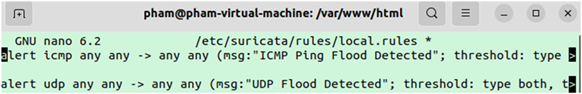 pham@pham-virtual-machine: /var/www/html
GNU nano 6.2 /etc/suricata/rules/local.rules *
alert icmp any any -> any any (msg:"ICMP Ping Flood Detected"; threshold: type >
alert udp any any -> any any (msg:"UDP Flood Detected"; threshold: type both, t>